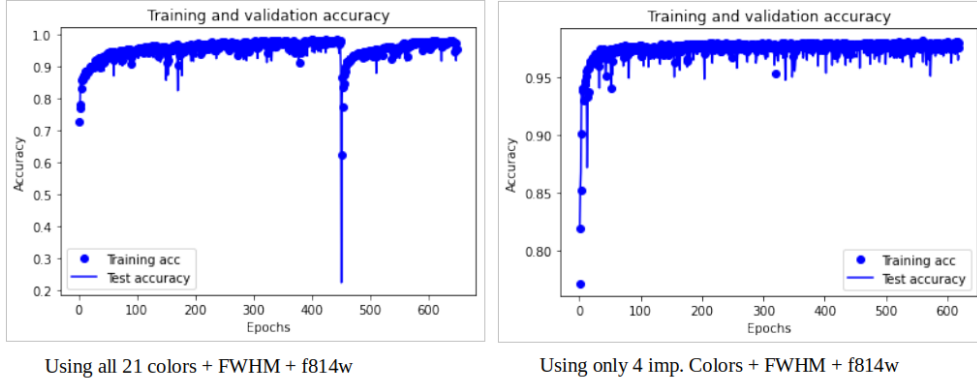 Training and validation accuracy
1.0
0.9
0.8
0.7
0.6
0.5
0.4
0.3
0.2
Accuracy
Training acc
Test accuracy
0 100 200 300 400 500 600
Epochs
Using all 21 colors + FWHM + f814w
Training and validation accuracy
0.95
0.90
0.85
0.80
Accuracy
Training acc
Test accuracy
0 100 200 300 400 500 600
Epochs
Using only 4 imp. Colors + FWHM + f814w